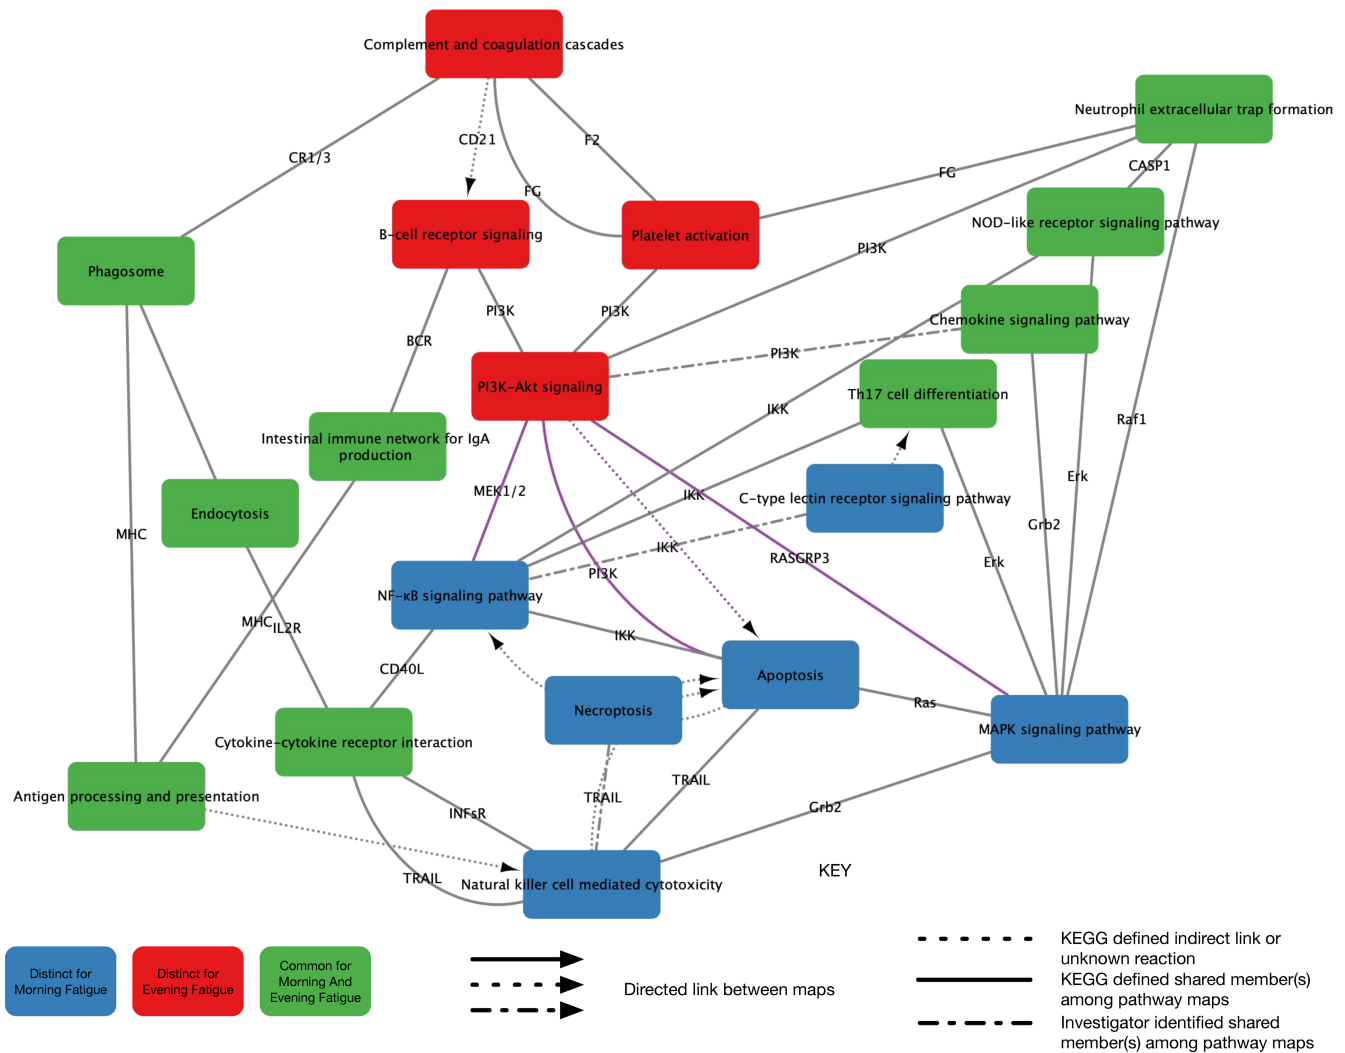 Complement and coagulation cascades
Neutrophil extracellular trap formation
CD21
F2
CR1/3
CASP1
FG
FG
B-cell receptor signaling
Platelet activation
NOD-like receptor signaling pathway
PI3K
Phagosome
PI3K
PI3K
Chemokine signaling pathway
BCR
PI3K
PI3K-Akt signaling
Th17 cell differentiation
IKK
Raf1
Intestinal immune network for IgA
production
Erk
MEK1/2
IKK
C-type lectin receptor signaling pathway
Endocytosis
Grb2
MHC
IKK
RASGRP3
Erk
PI3K
NF-κB signaling pathway
MHC
IL2R
IKK
CD40L
Apoptosis
Ras
Necroptosis
MAPK signaling pathway
Cytokine-cytokine receptor interaction
TRAIL
Antigen processing and presentation
TRAIL
Grb2
INFsR
KEY
TRAIL
Natural killer cell mediated cytotoxicity
Distinct for
Morning Fatigue
Distinct for
Evening Fatigue
Common for
Morning And
Evening Fatigue
Directed link between maps
KEGG defined indirect link or
unknown reaction
KEGG defined shared member(s)
among pathway maps
Investigator identified shared
member(s) among pathway maps